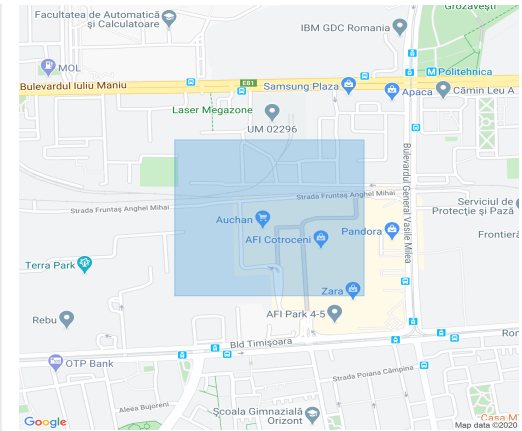 Facultatea de Automatică
și Calculatoare
IBM GDC Romania
Grozăvești
MOL
E81
Politehnica
Bulevardul Iuliu Maniu
Samsung Plaza
Apaca
Cămin Leu A
Laser Megazone
UM 02296
Bulevardul General Vasile Milea
Strada Fruntaș Anghel Mihai
Strada Fruntaș Anghel Mihai
Serviciul de
Protecție și Pază
Auchan
AFI Cotroceni
Pandora
Frontieră
Terra Park
Zara
Rebu
AFI Park 4-5
Bld Timișoara
Ron
OTP Bank
Strada Poiana Câmpina
Aleea Bujoreni
Școala Gimnazială
Orizont
Casa M
Google
Map data ©2020